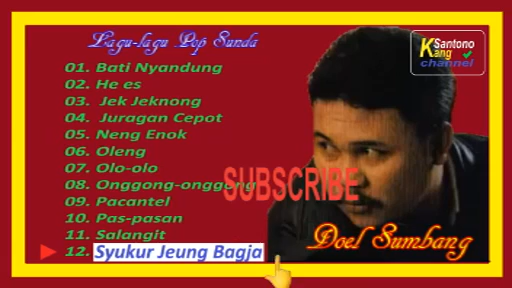 Lagu-lagu Pop Sunda
Santono
Kang
channel
01. Bati Nyandung
02. He es
03. Jek Jeknong
04. Juragan Cepot
05. Neng Enok
06. Oleng
07. Olo-olo
08. Onggong-onggong
09. Pacantel
10. Pas-pasan
11. Salangit
12. Syukur Jeung Bagja
SUBSCRIBE
Doel Sumbang